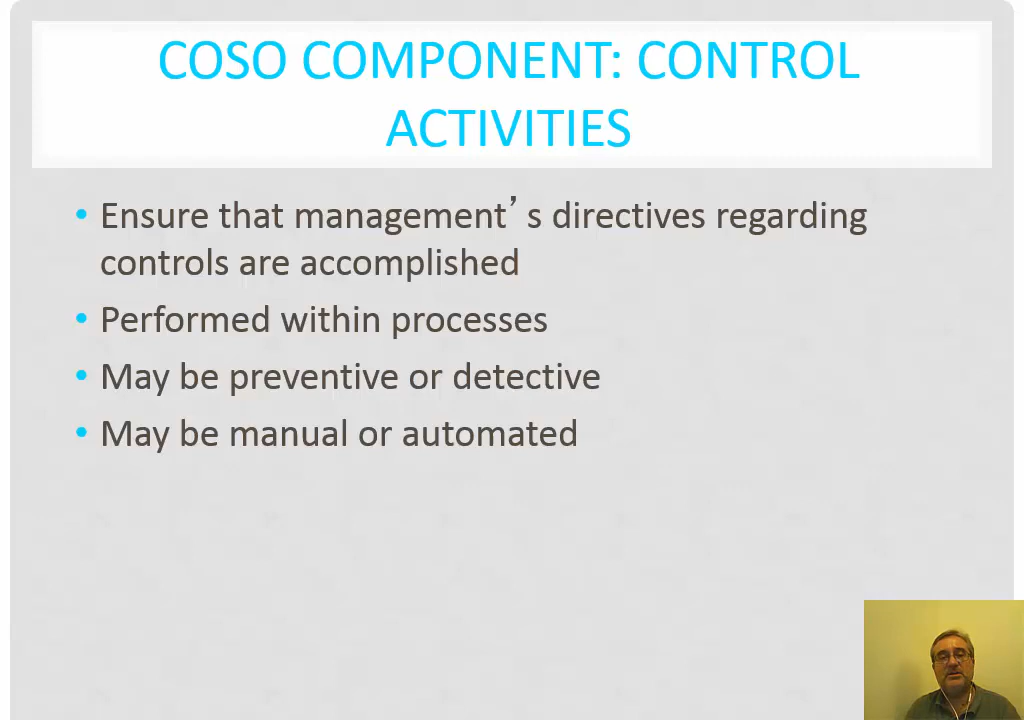 COSO COMPONENT: CONTROL
ACTIVITIES
• Ensure that management’ s directives regarding
controls are accomplished
• Performed within processes
• May be preventive or detective
• May be manual or automated